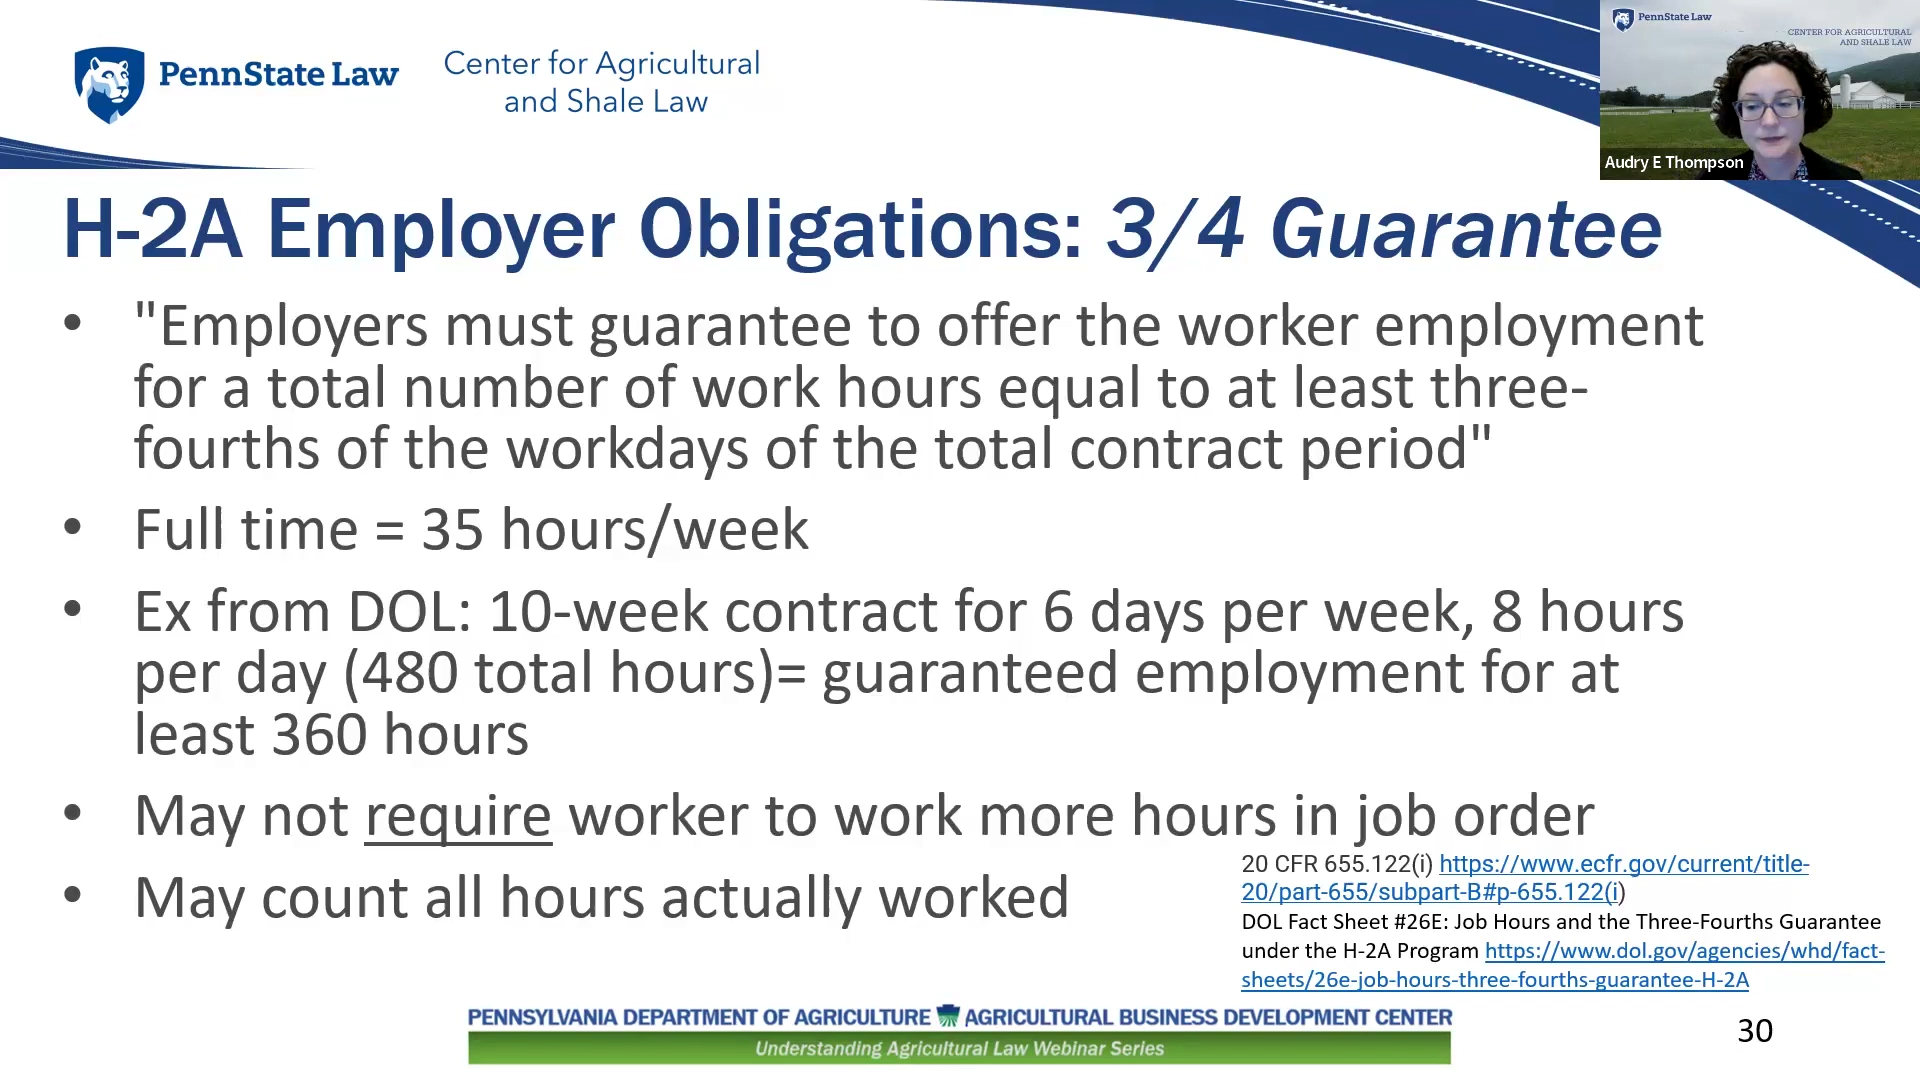 PennState Law
Center for Agricultural
and Shale Law
PennState Law
CENTER FOR AGRICULTURAL
AND SHALE LAW
Audry E Thompson
H-2A Employer Obligations: 3/4 Guarantee
• "Employers must guarantee to offer the worker employment
for a total number of work hours equal to at least three-
fourths of the workdays of the total contract period"
• Full time = 35 hours/week
• Ex from DOL: 10-week contract for 6 days per week, 8 hours
per day (480 total hours)= guaranteed employment for at
least 360 hours
• May not require worker to work more hours in job order
• May count all hours actually worked
20 CFR 655.122(i) https://www.ecfr.gov/current/title-
20/part-655/subpart-B#p-655.122(i)
DOL Fact Sheet #26E: Job Hours and the Three-Fourths Guarantee
under the H-2A Program https://www.dol.gov/agencies/whd/fact-
sheets/26e-job-hours-three-fourths-guarantee-H-2A
PENNSYLVANIA DEPARTMENT OF AGRICULTURE AGRICULTURAL BUSINESS DEVELOPMENT CENTER
Understanding Agricultural Law Webinar Series
30